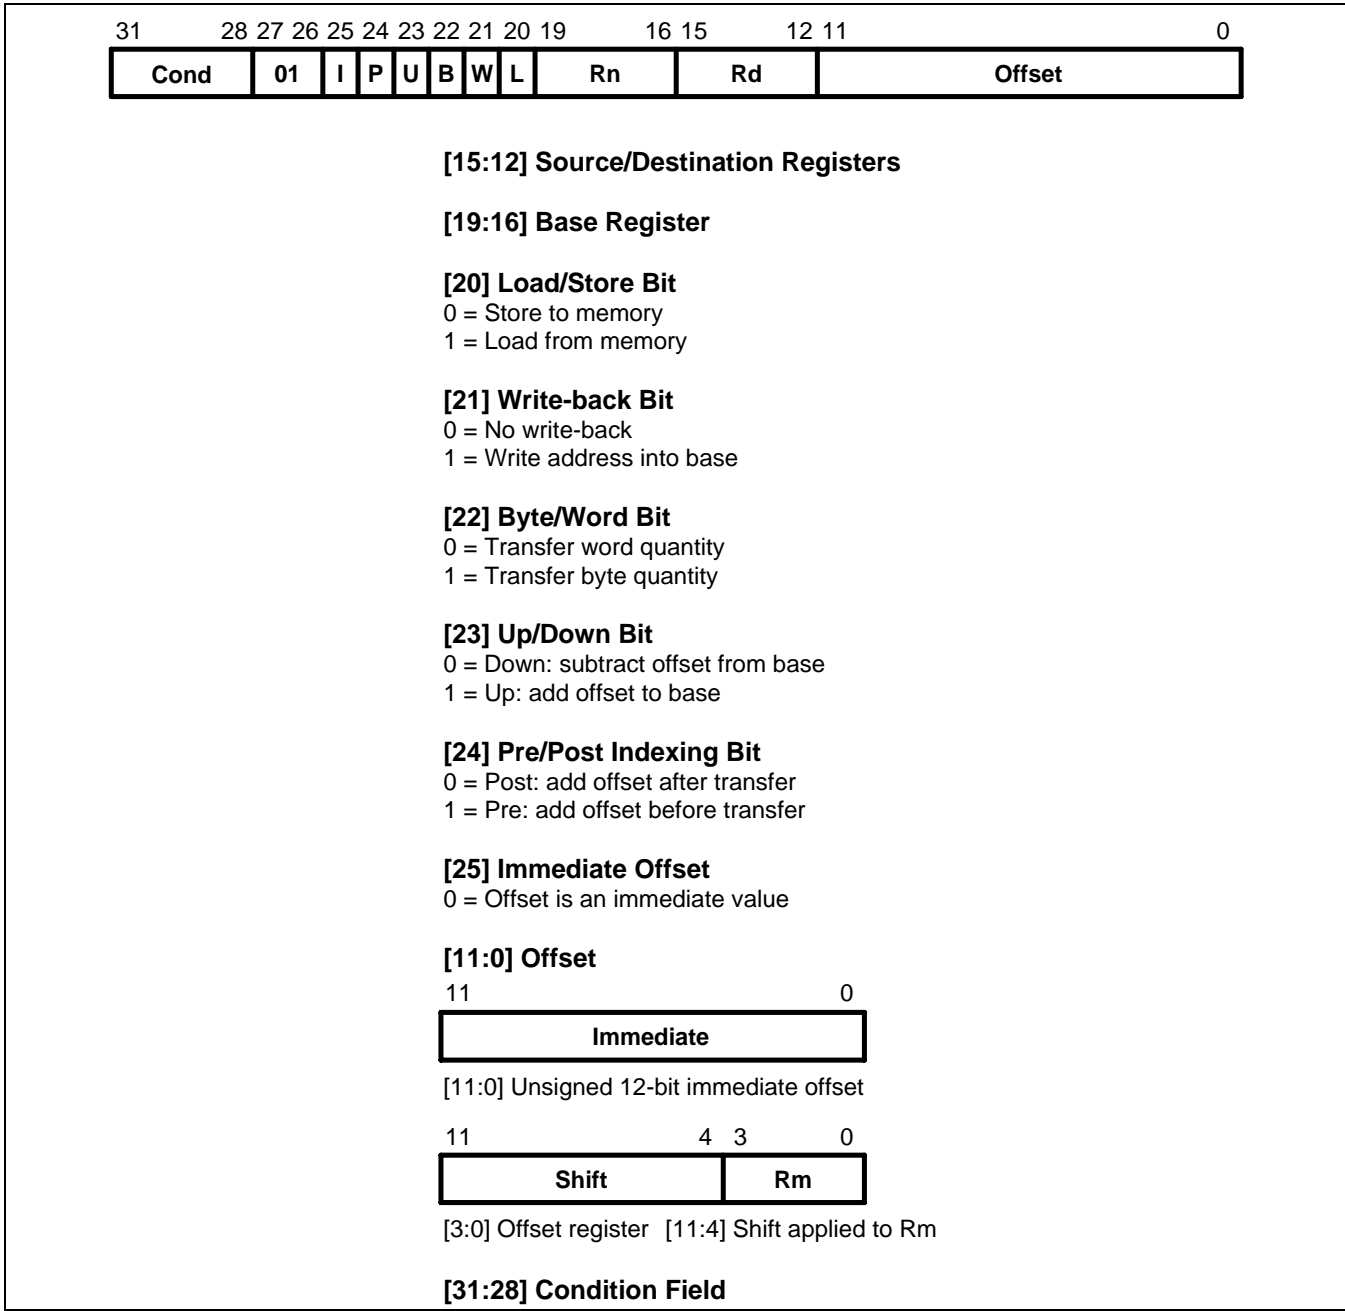 31 28 27 26 25 24 23 22 21 20 19 16 15 12 11 0
Cond 01 I P U B W L Rn Rd Offset
[15:12] Source/Destination Registers
[19:16] Base Register
[20] Load/Store Bit
0 = Store to memory
1 = Load from memory
[21] Write-back Bit
0 = No write-back
1 = Write address into base
[22] Byte/Word Bit
0 = Transfer word quantity
1 = Transfer byte quantity
[23] Up/Down Bit
0 = Down: subtract offset from base
1 = Up: add offset to base
[24] Pre/Post Indexing Bit
0 = Post: add offset after transfer
1 = Pre: add offset before transfer
[25] Immediate Offset
0 = Offset is an immediate value
[11:0] Offset
11 0
Immediate
[11:0] Unsigned 12-bit immediate offset
11 4 3 0
Shift Rm
[3:0] Offset register [11:4] Shift applied to Rm
[31:28] Condition Field